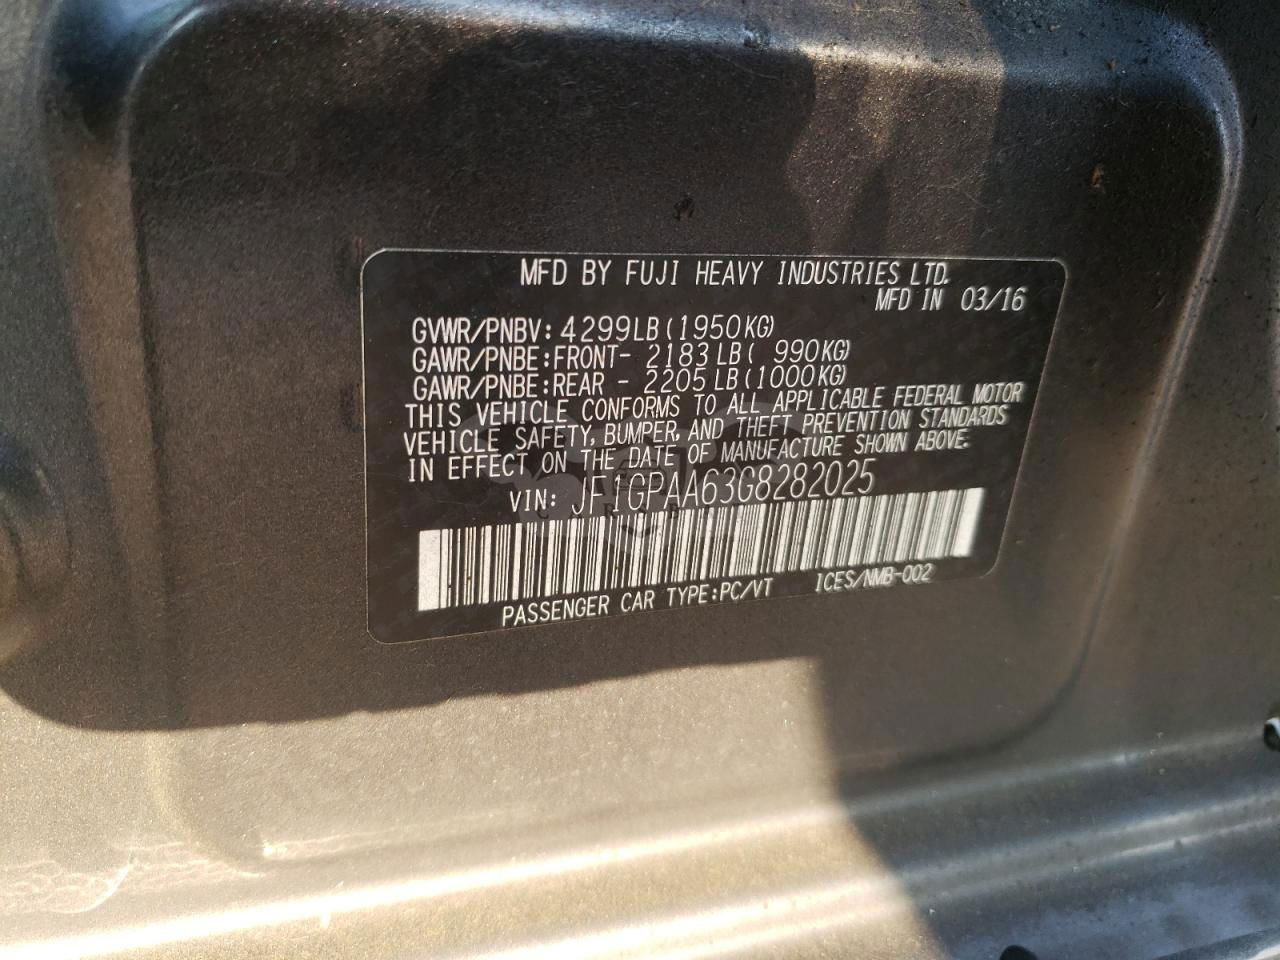 MFD BY FUJI HEAVY INDUSTRIES LTD.
MFD IN 03/16
GVWR/PNBV: 4299LB (1950KG)
GAWR/PNBE:FRONT- 2183LB ( 990KG)
GAWR/PNBE:REAR - 2205LB (1000KG)
THIS VEHICLE CONFORMS TO ALL APPLICABLE FEDERAL MOTOR
VEHICLE SAFETY, BUMPER, AND THEFT PREVENTION STANDARDS
IN EFFECT ON THE DATE OF MANUFACTURE SHOWN ABOVE.
VIN: JF1GPAA63G8282025
PASSENGER CAR TYPE:PC/VT ICES/NMB-002